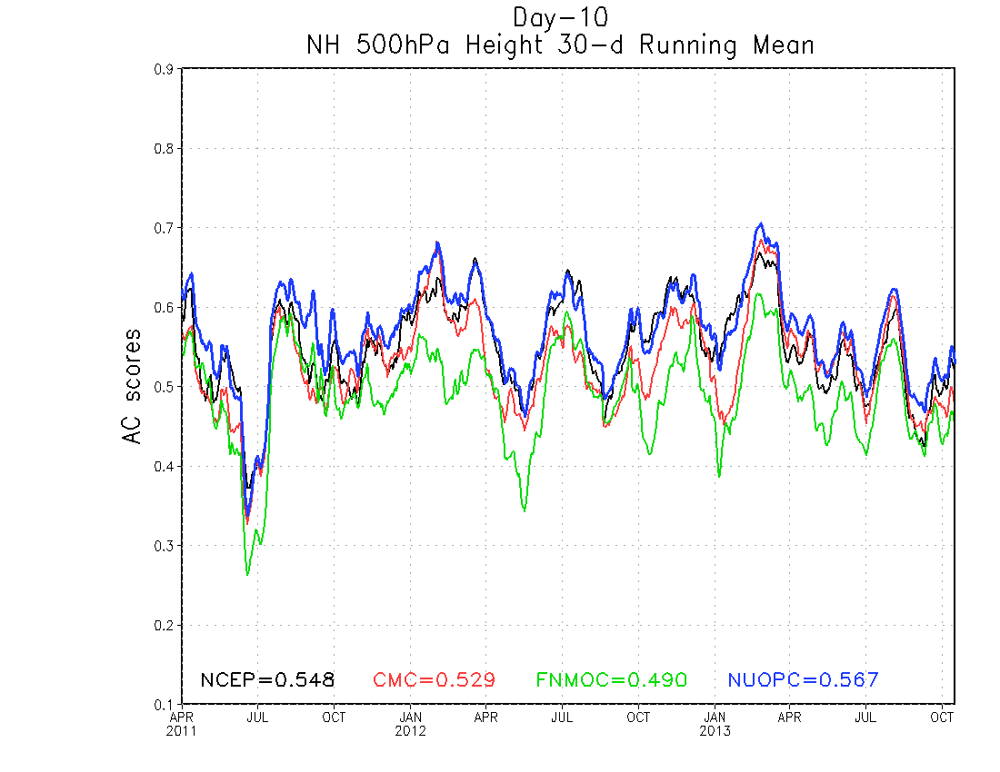 Day-10
NH 500hPa Height 30-d Running Mean
AC scores
0.9
0.8
0.7
0.6
0.5
0.4
0.3
0.2
0.1
NCEP=0.548 CMC=0.529 FNMOC=0.490 NUOPC=0.567
APR JUL OCT JAN APR JUL OCT JAN APR JUL OCT
2011 2012 2013